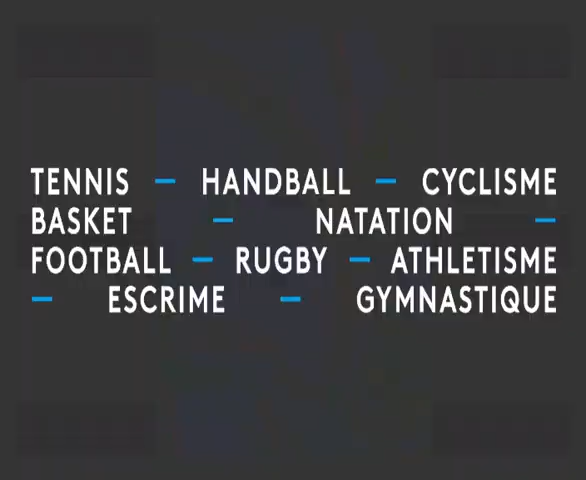 TENNIS — HANDBALL — CYCLISME
BASKET — NATATION —
FOOTBALL — RUGBY — ATHLETISME
— ESCRIME — GYMNASTIQUE